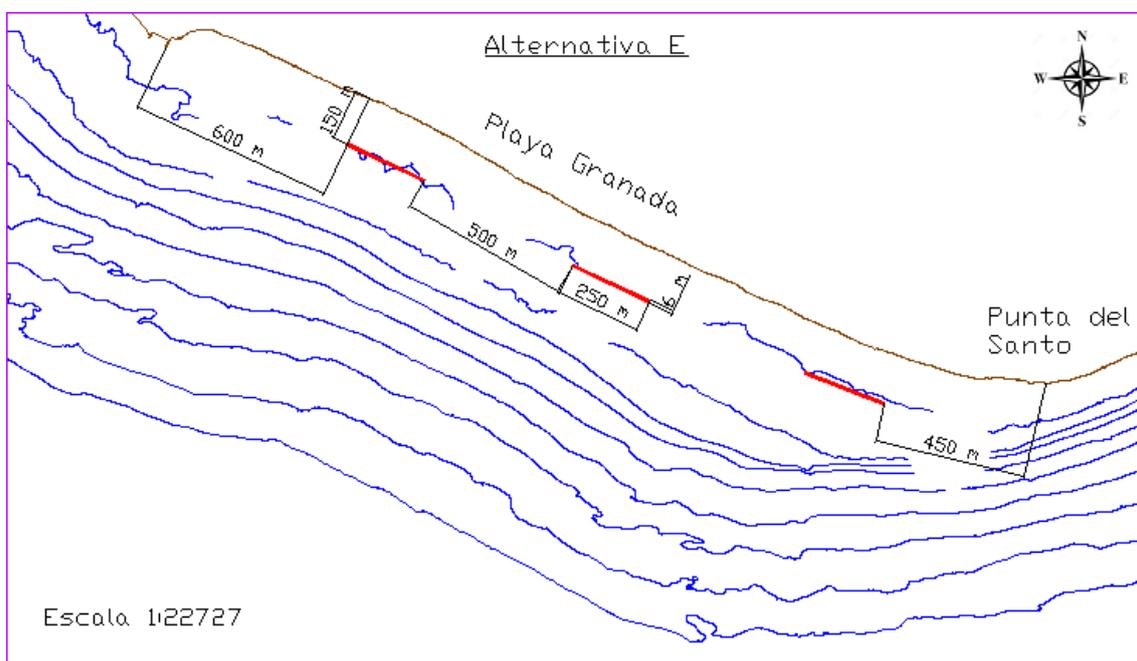 Alternativa E
N
W E
S
150 m
600 m
Playa Granada
500 m
250 m
6 m
Punta del
Santo
450 m
Escala 1:22727